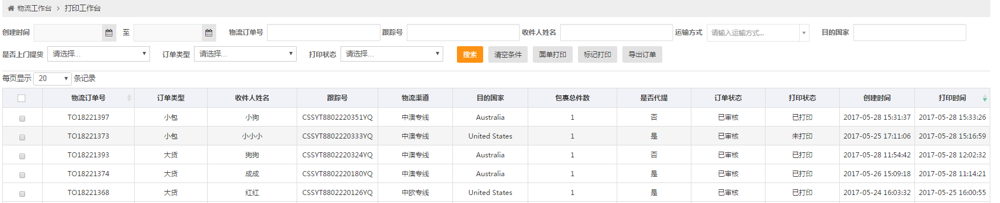 物流工作台 > 打印工作台
创建时间 至 物流订单号 跟踪号 收件人姓名 运输方式 请输入运输方式... 目的国家
是否上门提货 请选择... 订单类型 请选择... 打印状态 请选择... 搜索 清空条件 面单打印 标记打印 导出订单
每页显示 20 条记录
物流订单号 订单类型 收件人姓名 跟踪号 物流渠道 目的国家 包裹总件数 是否代提 订单状态 打印状态 创建时间 打印时间
TO18221397 小包 小狗 CSSYT8802220351YQ 中澳专线 Australia 1 否 已审核 已打印 2017-05-28 15:31:37 2017-05-28 15:33:26
TO18221373 小包 小小小 CSSYT8802220333YQ 中澳专线 United States 1 是 已审核 未打印 2017-05-25 17:11:06 2017-05-28 15:16:59
TO18221393 大货 狗狗 CSSYT8802220324YQ 中澳专线 Australia 1 否 已审核 已打印 2017-05-28 11:54:42 2017-05-28 12:02:32
TO18221374 大货 成成 CSSYT8802220180YQ 中澳专线 Australia 1 是 已审核 已打印 2017-05-26 15:09:18 2017-05-28 11:14:21
TO18221368 大货 红红 CSSYT8802220126YQ 中欧专线 United States 1 是 已审核 已打印 2017-05-24 16:03:32 2017-05-25 16:00:55